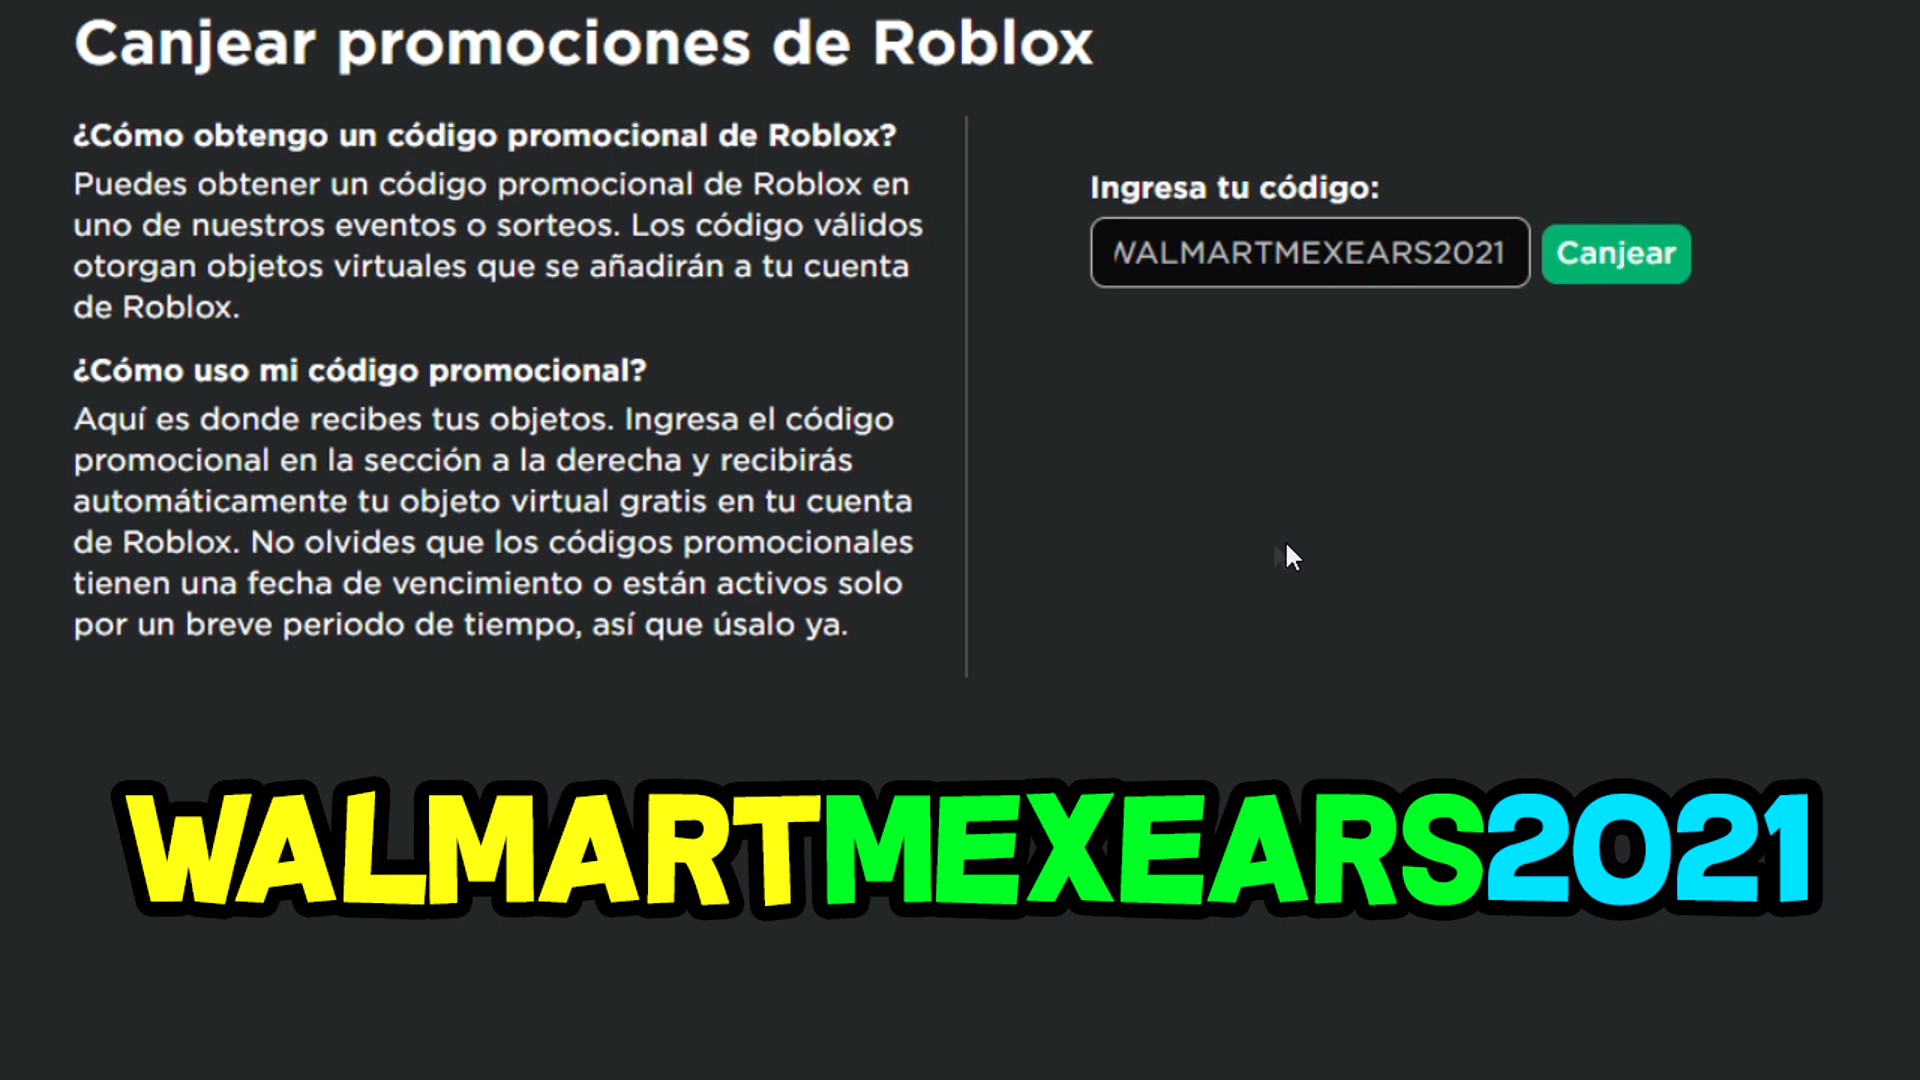 Canjear promociones de Roblox
¿Cómo obtengo un código promocional de Roblox?
Puedes obtener un código promocional de Roblox en
uno de nuestros eventos o sorteos. Los código válidos
otorgan objetos virtuales que se añadirán a tu cuenta
de Roblox.
¿Cómo uso mi código promocional?
Aquí es donde recibes tus objetos. Ingresa el código
promocional en la sección a la derecha y recibirás
automáticamente tu objeto virtual gratis en tu cuenta
de Roblox. No olvides que los códigos promocionales
tienen una fecha de vencimiento o están activos solo
por un breve periodo de tiempo, así que úsalo ya.
Ingresa tu código:
WALMARTMEXEARS2021 Canjear
WALMARTMEXEARS2021